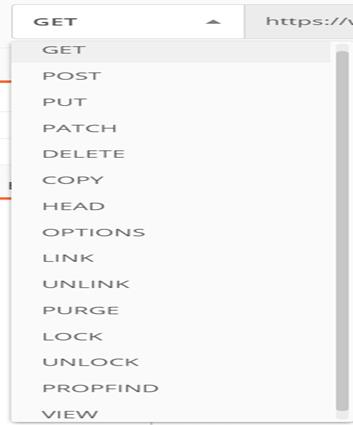 GET https://
GET
POST
PUT
PATCH
DELETE
COPY
HEAD
OPTIONS
LINK
UNLINK
PURGE
LOCK
UNLOCK
PROPFIND
VIEW